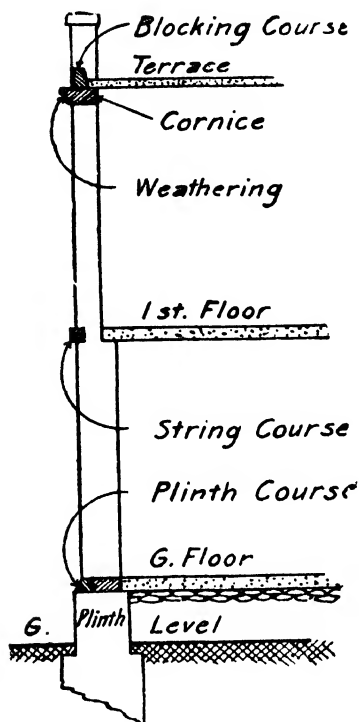 Blocking Course
Terrace
Cornice
Weathering
1st. Floor
String Course
Plinth Course
G. Floor
Plinth
G. Level